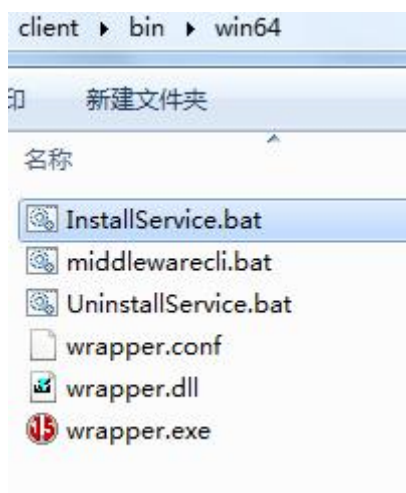 client ▸ bin ▸ win64
印 新建文件夹
名称
InstallService.bat
middlewarecli.bat
UninstallService.bat
wrapper.conf
wrapper.dll
wrapper.exe